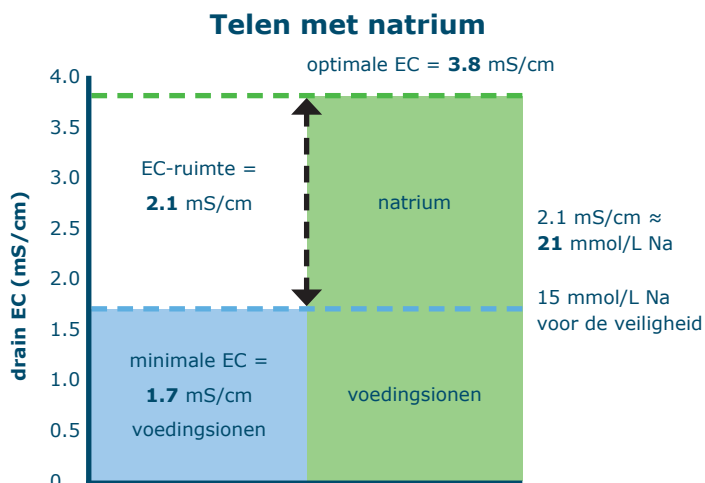 Telen met natrium
optimale EC = 3.8 mS/cm
drain EC (mS/cm)
4.0
3.5
3.0
2.5
2.0
1.5
1.0
0.5
0
EC-ruimte =
2.1 mS/cm
natrium
2.1 mS/cm ≈
21 mmol/L Na
15 mmol/L Na
voor de veiligheid
minimale EC =
1.7 mS/cm
voedingsionen
voedingsionen